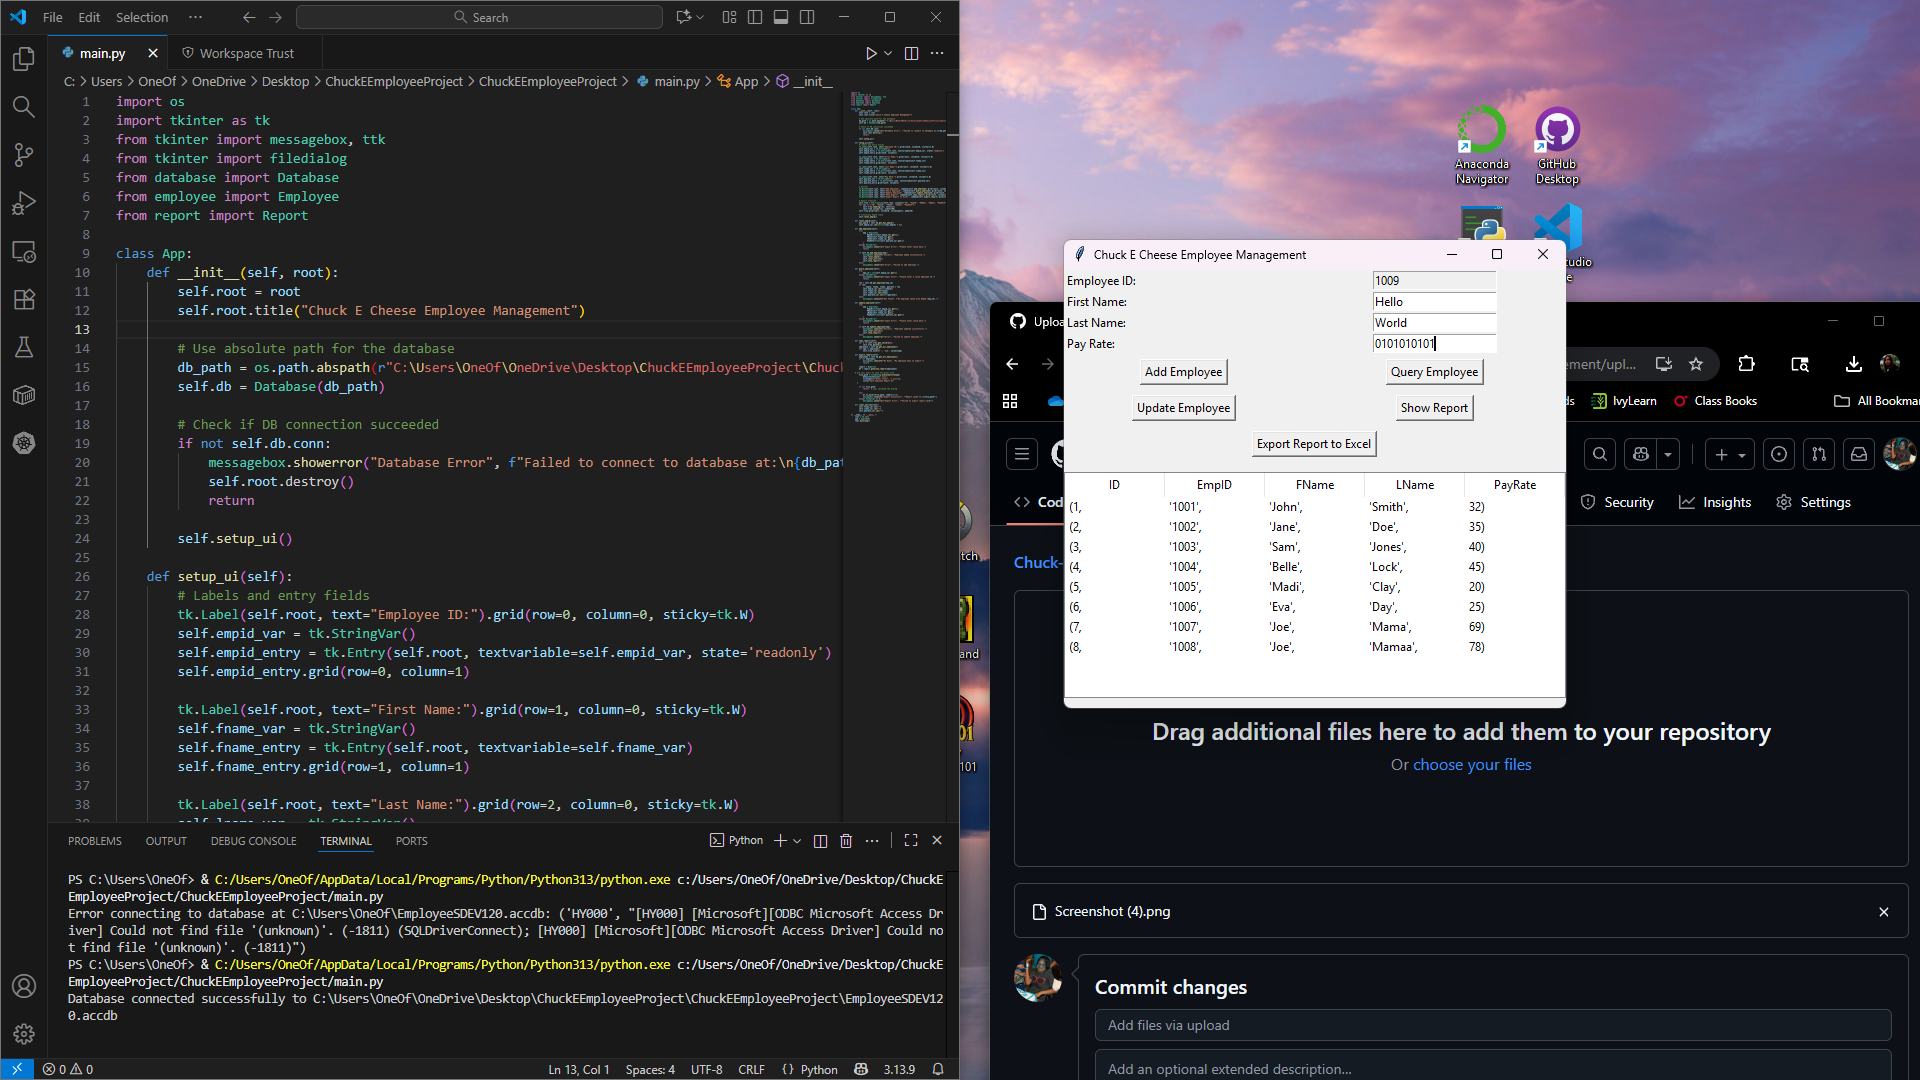 File Edit Selection ··· Search
main.py Workspace Trust
C: > Users > OneOf > OneDrive > Desktop > ChuckEEmployeeProject > ChuckEEmployeeProject > main.py > App > __init__
1 import os
2 import tkinter as tk
3 from tkinter import messagebox, ttk
4 from tkinter import filedialog
5 from database import Database
6 from employee import Employee
7 from report import Report
8
9 class App:
10 def __init__(self, root):
11 self.root = root
12 self.root.title("Chuck E Cheese Employee Management")
13
14 # Use absolute path for the database
15 db_path = os.path.abspath(r"C:\Users\OneOf\OneDrive\Desktop\ChuckEEmployeeProject\Chuc
16 self.db = Database(db_path)
17
18 # Check if DB connection succeeded
19 if not self.db.conn:
20 messagebox.showerror("Database Error", f"Failed to connect to database at:\n{db_pat
21 self.root.destroy()
22 return
23
24 self.setup_ui()
25
26 def setup_ui(self):
27 # Labels and entry fields
28 tk.Label(self.root, text="Employee ID:").grid(row=0, column=0, sticky=tk.W)
29 self.empid_var = tk.StringVar()
30 self.empid_entry = tk.Entry(self.root, textvariable=self.empid_var, state='readonly')
31 self.empid_entry.grid(row=0, column=1)
32
33 tk.Label(self.root, text="First Name:").grid(row=1, column=0, sticky=tk.W)
34 self.fname_var = tk.StringVar()
35 self.fname_entry = tk.Entry(self.root, textvariable=self.fname_var)
36 self.fname_entry.grid(row=1, column=1)
37
38 tk.Label(self.root, text="Last Name:").grid(row=2, column=0, sticky=tk.W)
PROBLEMS OUTPUT DEBUG CONSOLE TERMINAL PORTS Python
PS C:\Users\OneOf> & C:/Users/OneOf/AppData/Local/Programs/Python/Python313/python.exe c:/Users/OneOf/OneDrive/Desktop/ChuckE
EmployeeProject/ChuckEEmployeeProject/main.py
Error connecting to database at C:\Users\OneOf\EmployeeSDEV120.accdb: ('HY000', "[HY000] [Microsoft][ODBC Microsoft Access Dr
iver] Could not find file '(unknown)'. (-1811) (SQLDriverConnect); [HY000] [Microsoft][ODBC Microsoft Access Driver] Could no
t find file '(unknown)'. (-1811)")
PS C:\Users\OneOf> & C:/Users/OneOf/AppData/Local/Programs/Python/Python313/python.exe c:/Users/OneOf/OneDrive/Desktop/ChuckE
EmployeeProject/ChuckEEmployeeProject/main.py
Database connected successfully to C:\Users\OneOf\OneDrive\Desktop\ChuckEEmployeeProject\ChuckEEmployeeProject\EmployeeSDEV12
0.accdb
0 0 Ln 13, Col 1 Spaces: 4 UTF-8 CRLF {} Python 3.13.9
Anaconda Navigator
GitHub Desktop
Chuck E Cheese Employee Management
Employee ID: 1009
First Name: Hello
Last Name: World
Pay Rate: 0101010101
Add Employee Query Employee
Update Employee Show Report
Export Report to Excel
ID EmpID FName LName PayRate
(1, '1001', 'John', 'Smith', 32)
(2, '1002', 'Jane', 'Doe', 35)
(3, '1003', 'Sam', 'Jones', 40)
(4, '1004', 'Belle', 'Lock', 45)
(5, '1005', 'Madi', 'Clay', 20)
(6, '1006', 'Eva', 'Day', 25)
(7, '1007', 'Joe', 'Mama', 69)
(8, '1008', 'Joe', 'Mamaa', 78)
Uploa
ement/uplo...
ds IvyLearn Class Books All Bookmar
Cod Security Insights Settings
Chuck-
Drag additional files here to add them to your repository
Or choose your files
Screenshot (4).png
Commit changes
Add files via upload
Add an optional extended description...